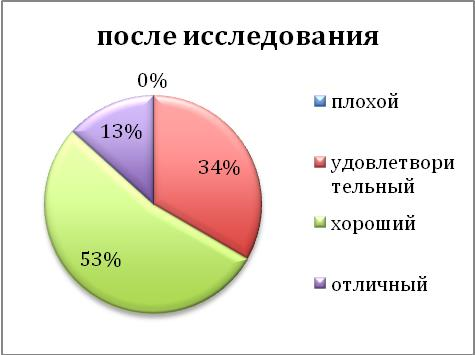 после исследования
0%
13%
34%
53%
плохой
удовлетвори
тельный
хороший
отличный